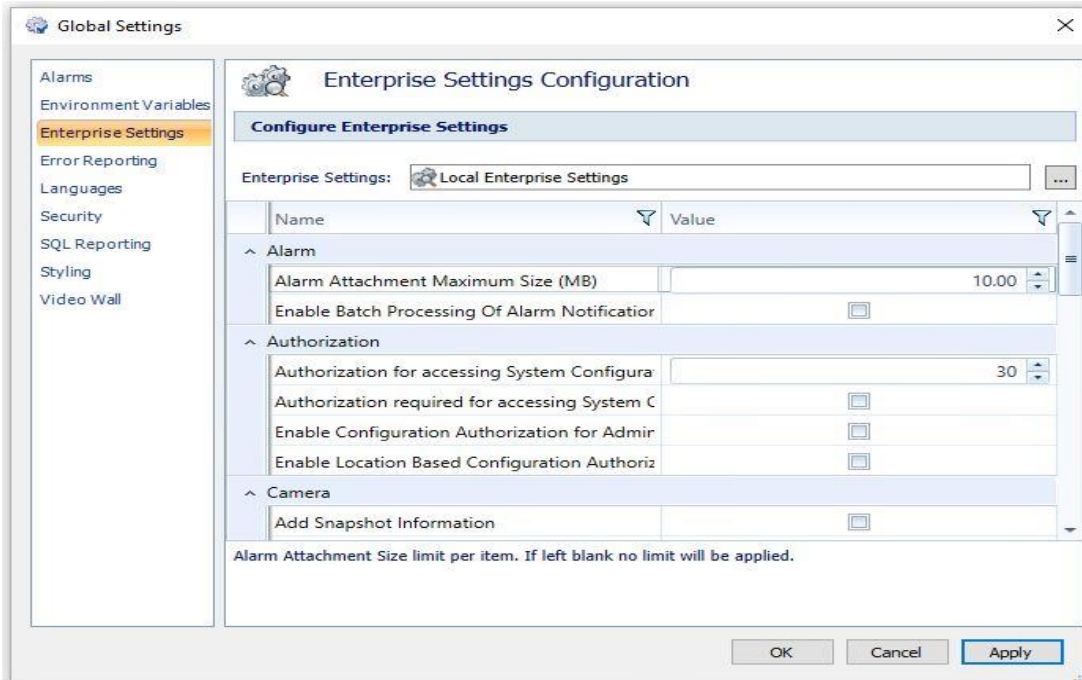 Global Settings
Alarms
Environment Variables
Enterprise Settings
Error Reporting
Languages
Security
SQL Reporting
Styling
Video Wall
Enterprise Settings Configuration
Configure Enterprise Settings
Enterprise Settings: Local Enterprise Settings ...
Name Value
Alarm
Alarm Attachment Maximum Size (MB) 10.00
Enable Batch Processing Of Alarm Notification
Authorization
Authorization for accessing System Configura 30
Authorization required for accessing System C
Enable Configuration Authorization for Admin
Enable Location Based Configuration Authoriz
Camera
Add Snapshot Information
Alarm Attachment Size limit per item. If left blank no limit will be applied.
OK Cancel Apply